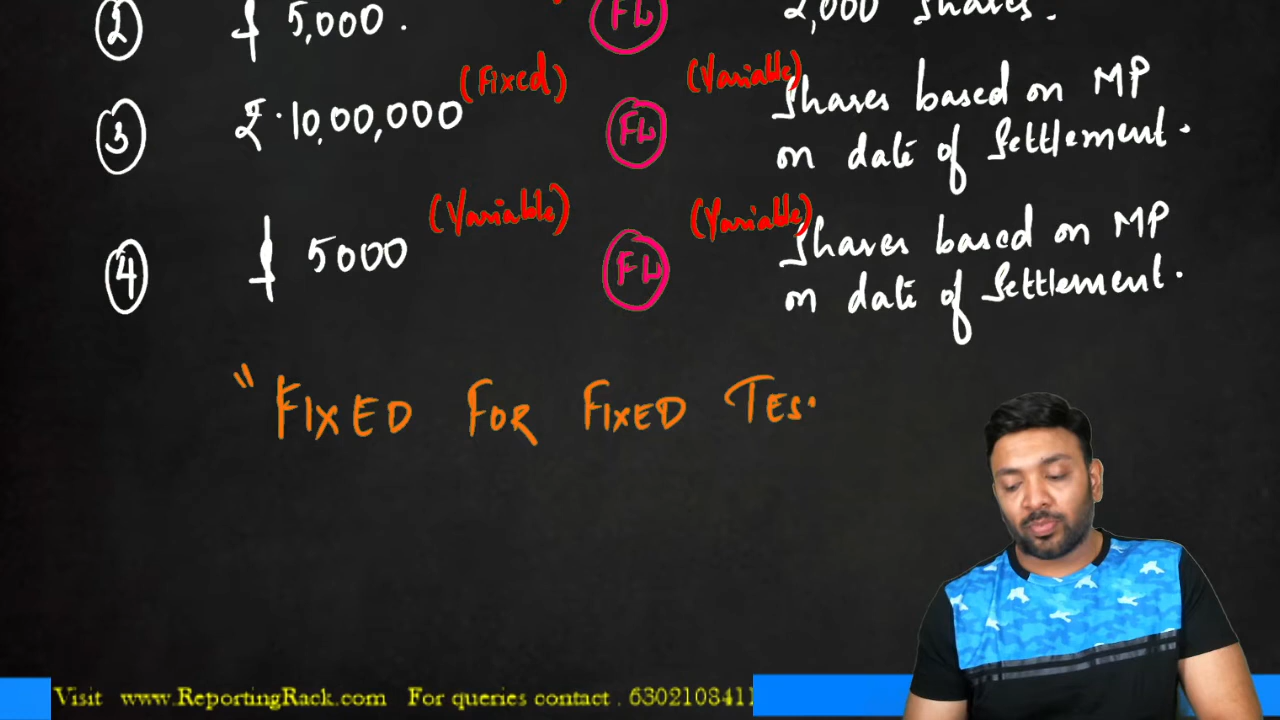 2 $ 5,000. FL 2,000 Shares.
3 ₹.10,00,000 (Fixed) FL (Variable) Shares based on MP
on date of Settlement.
4 $ 5000 (Variable) FL (Variable) Shares based on MP
on date of Settlement.
" FIXED FOR FIXED TES.
Visit www.ReportingRack.com For queries contact . 6302108411